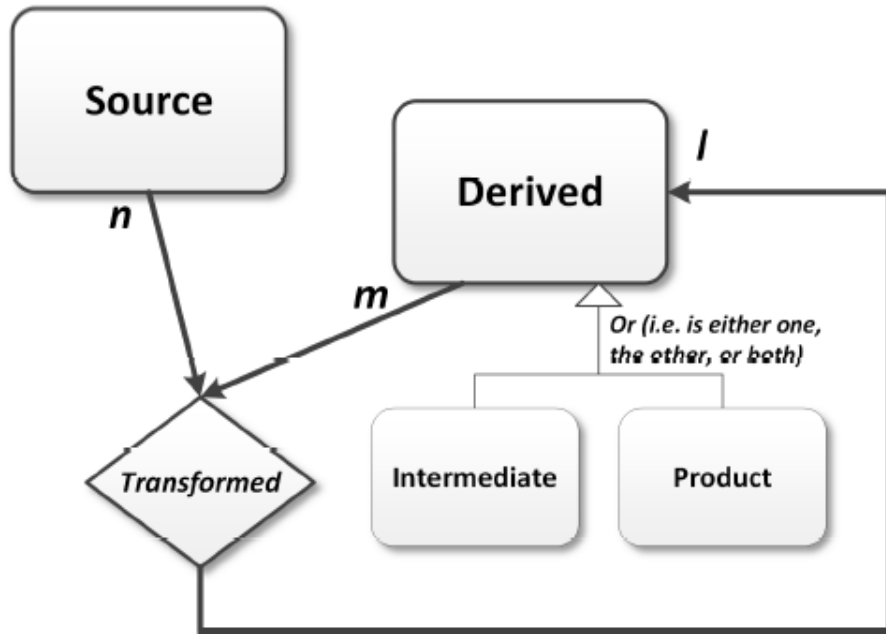 Source
n
Derived
l
m
Or (i.e. is either one,
the other, or both)
Transformed
Intermediate
Product